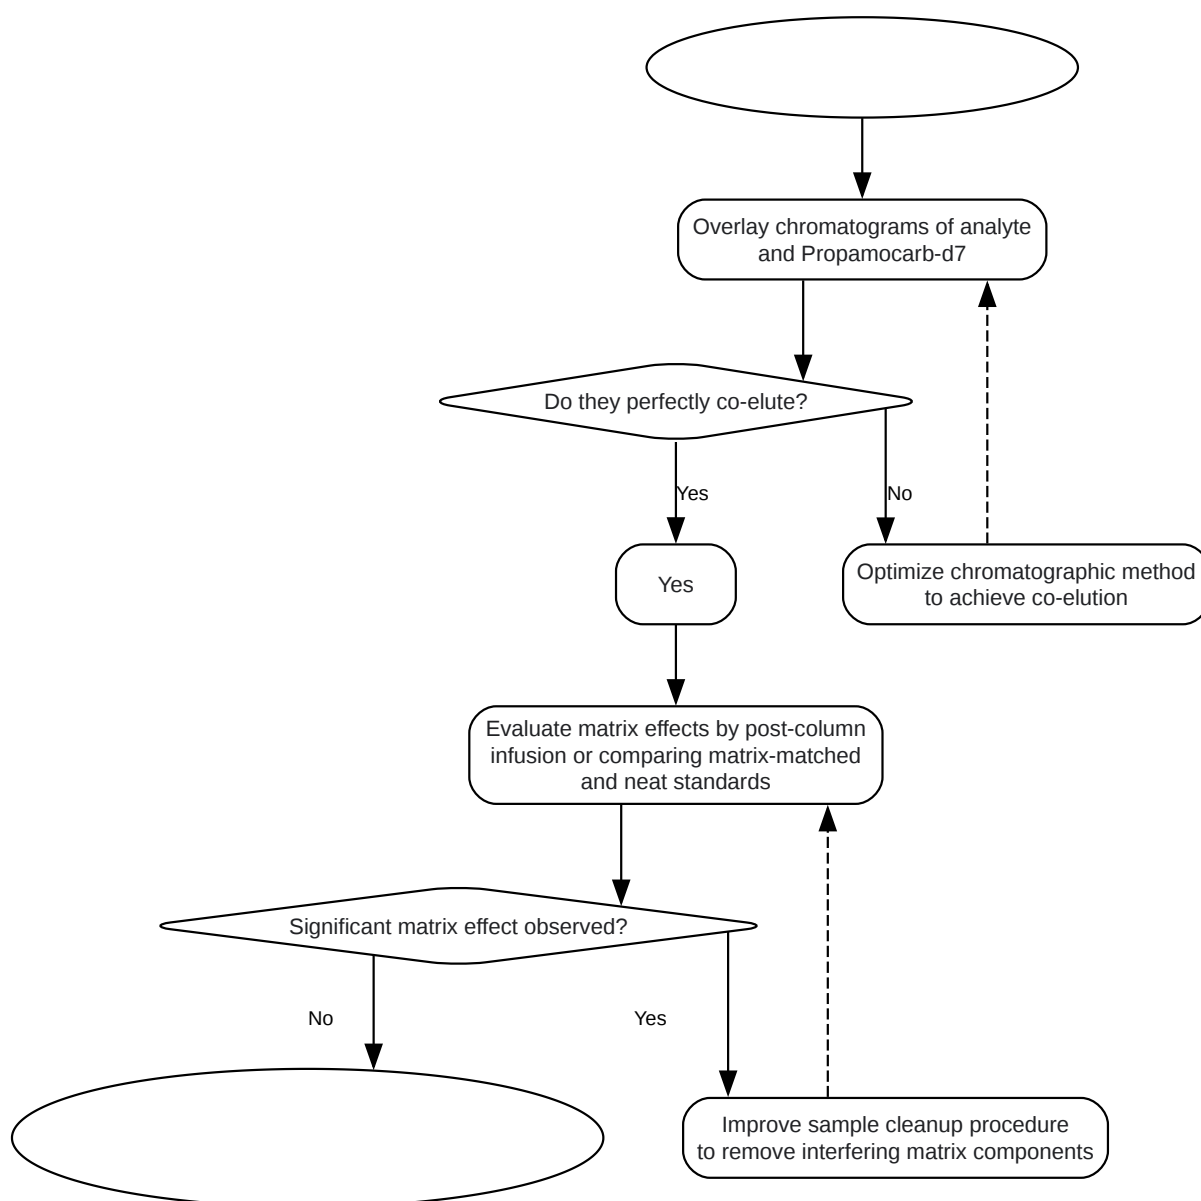 Overlay chromatograms of analyte
and Propamocarb-d7
Do they perfectly co-elute?
Yes
No
Yes
Optimize chromatographic method
to achieve co-elution
Evaluate matrix effects by post-column
infusion or comparing matrix-matched
and neat standards
Significant matrix effect observed?
No
Yes
Improve sample cleanup procedure
to remove interfering matrix components